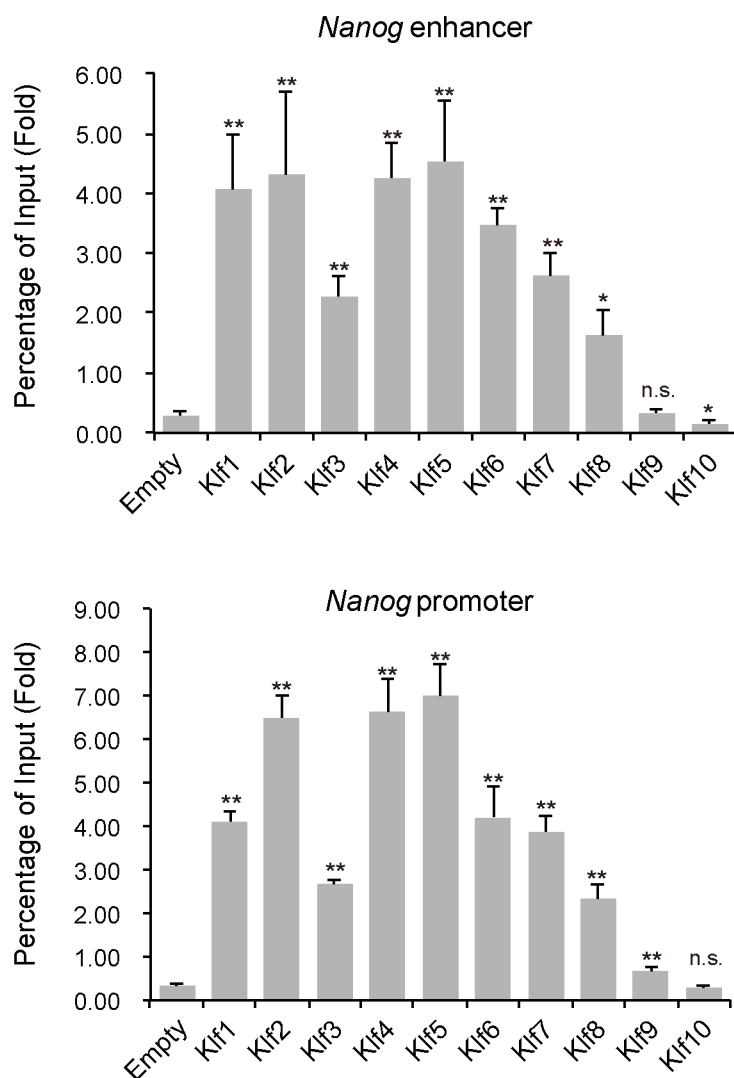 Nanog enhancer
Percentage of Input (Fold)
6.00
5.00
4.00
3.00
2.00
1.00
0.00
** ** ** ** ** ** ** * n.s. *
Empty Klf1 Klf2 Klf3 Klf4 Klf5 Klf6 Klf7 Klf8 Klf9 Klf10
Nanog promoter
Percentage of Input (Fold)
9.00
8.00
7.00
6.00
5.00
4.00
3.00
2.00
1.00
0.00
** ** ** ** ** ** ** ** ** n.s.
Empty Klf1 Klf2 Klf3 Klf4 Klf5 Klf6 Klf7 Klf8 Klf9 Klf10